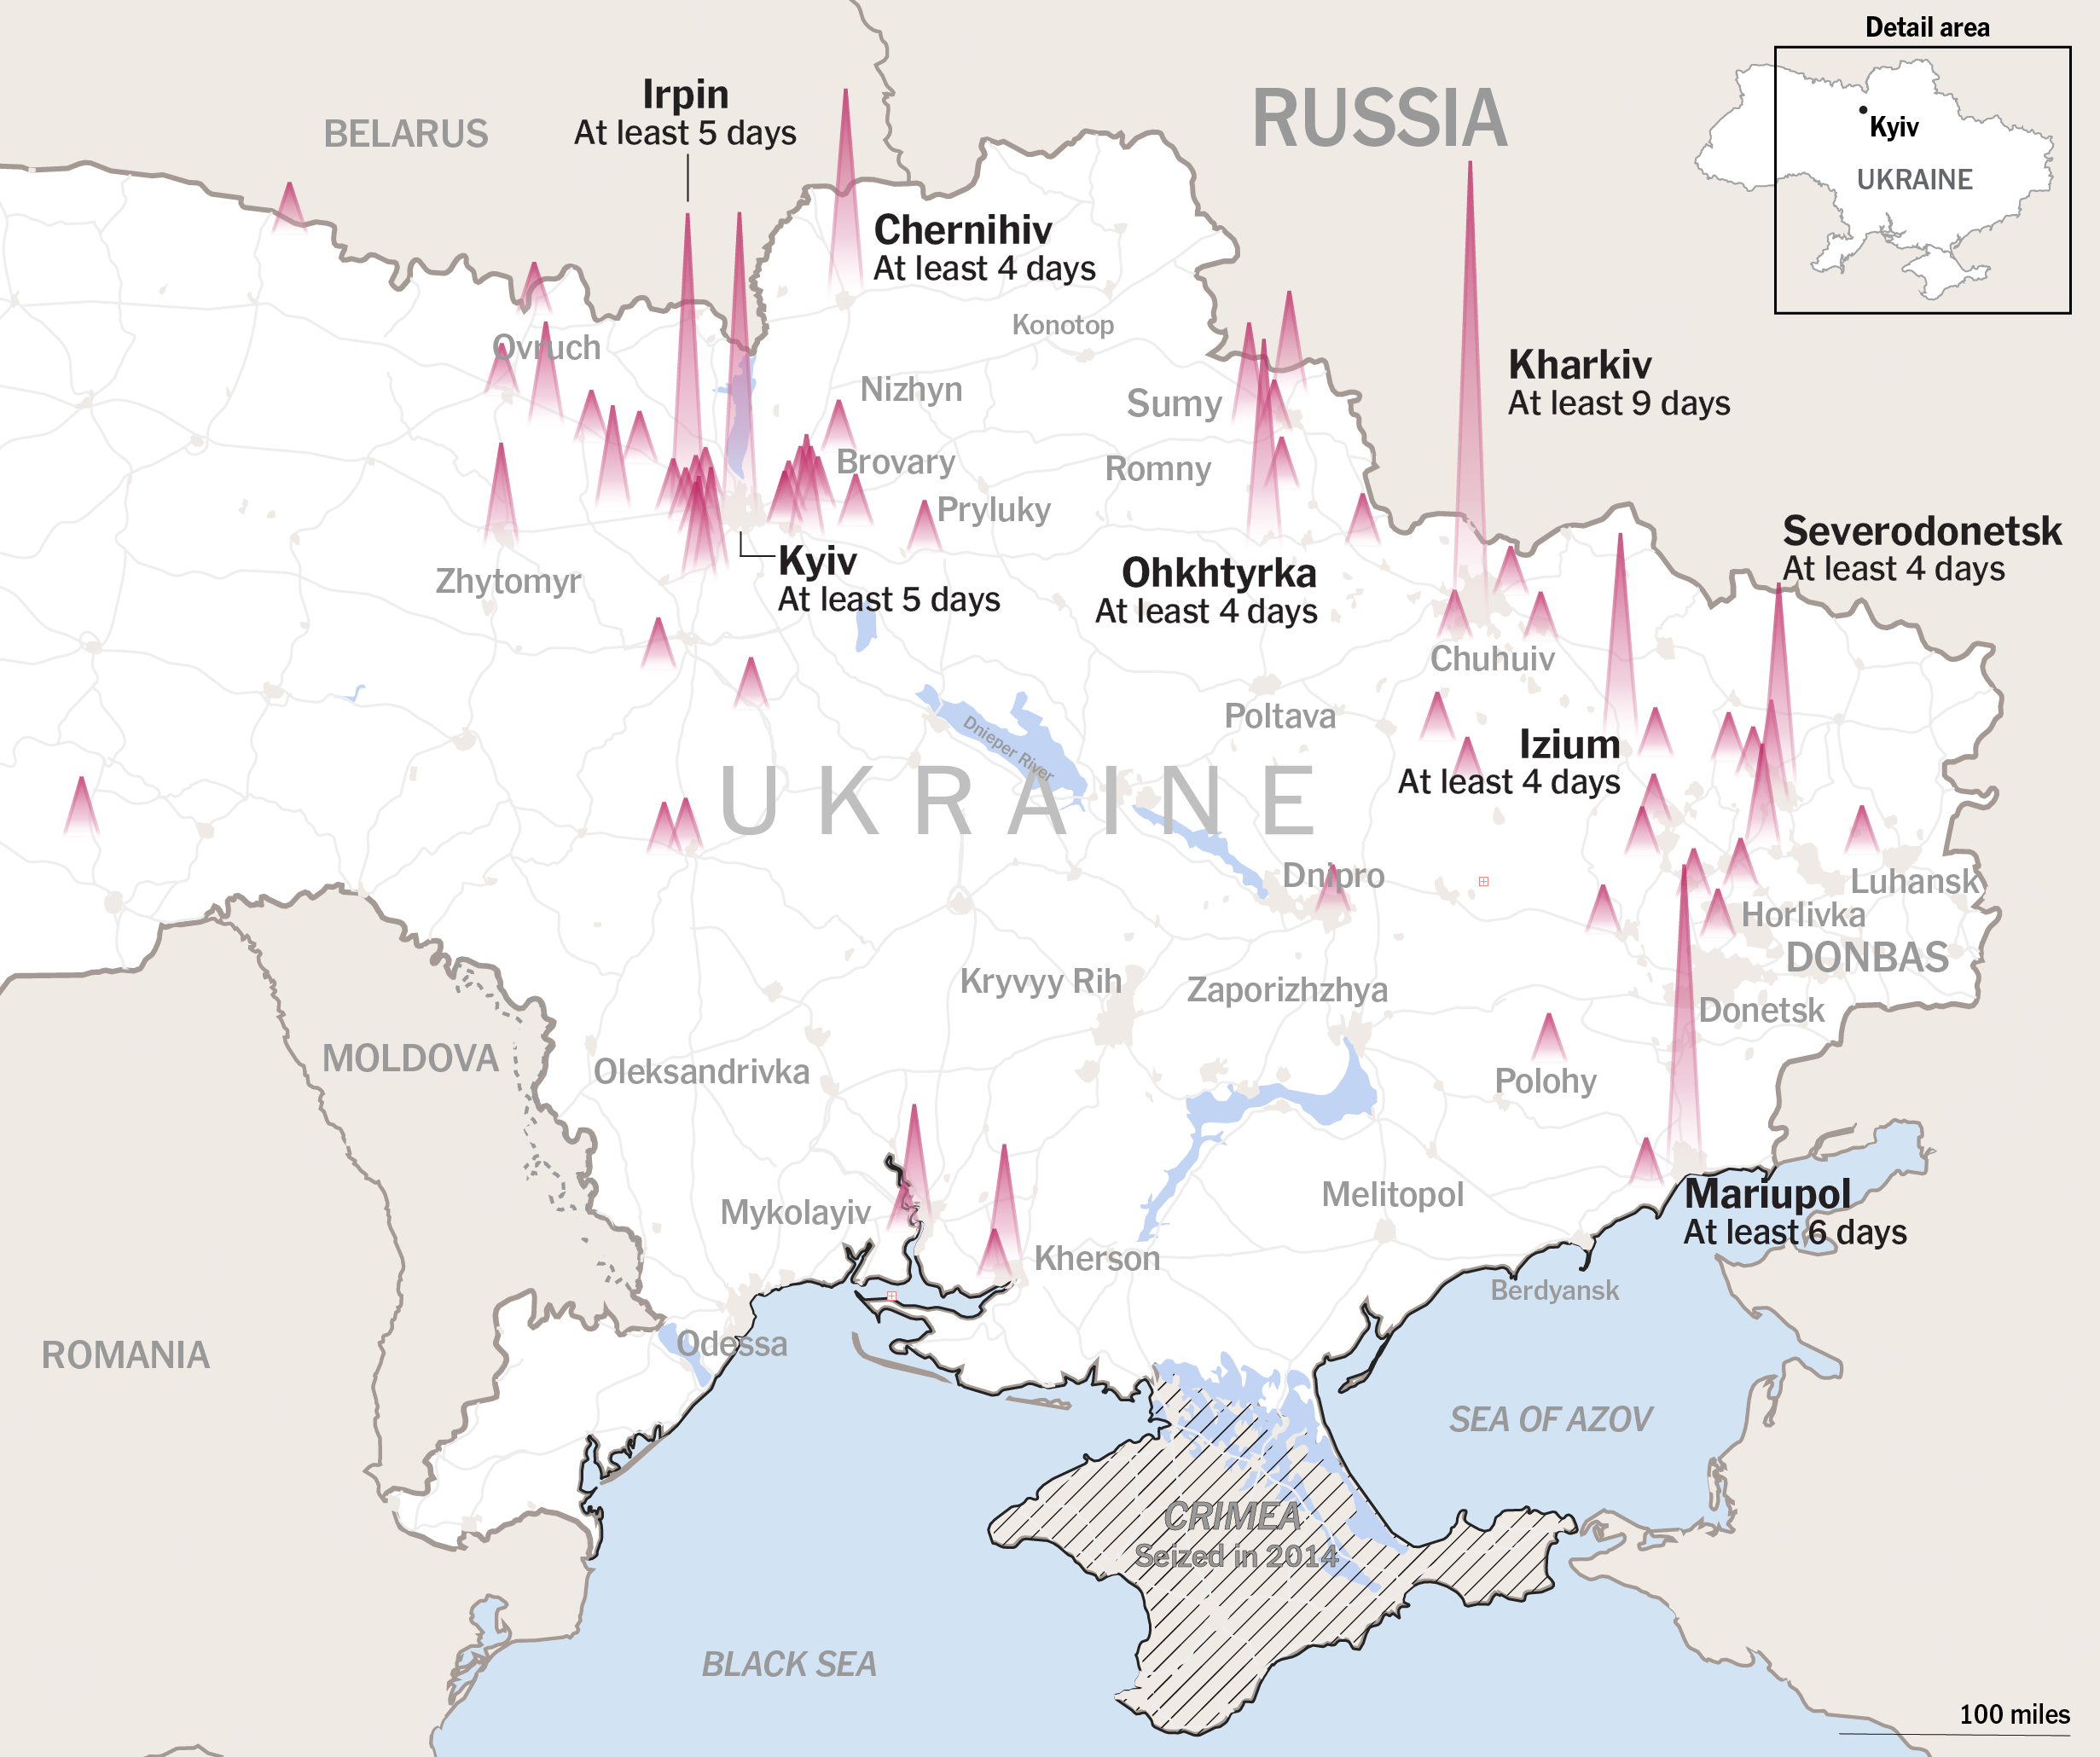 Detail area
Kyiv
UKRAINE
BELARUS
RUSSIA
Irpin
At least 5 days
Chernihiv
At least 4 days
Konotop
Ovruch
Nizhyn
Sumy
Kharkiv
At least 9 days
Brovary
Romny
Pryluky
Severodonetsk
At least 4 days
Zhytomyr
Kyiv
At least 5 days
Ohkhtyrka
At least 4 days
Chuhuiv
Poltava
Dnieper River
Izium
At least 4 days
UKRAINE
Dnipro
Luhansk
Horlivka
DONBAS
Kryvyy Rih
Zaporizhzhya
Donetsk
MOLDOVA
Oleksandrivka
Polohy
Mykolayiv
Melitopol
Mariupol
At least 6 days
Kherson
Berdyansk
Odessa
ROMANIA
SEA OF AZOV
CRIMEA
Seized in 2014
BLACK SEA
100 miles